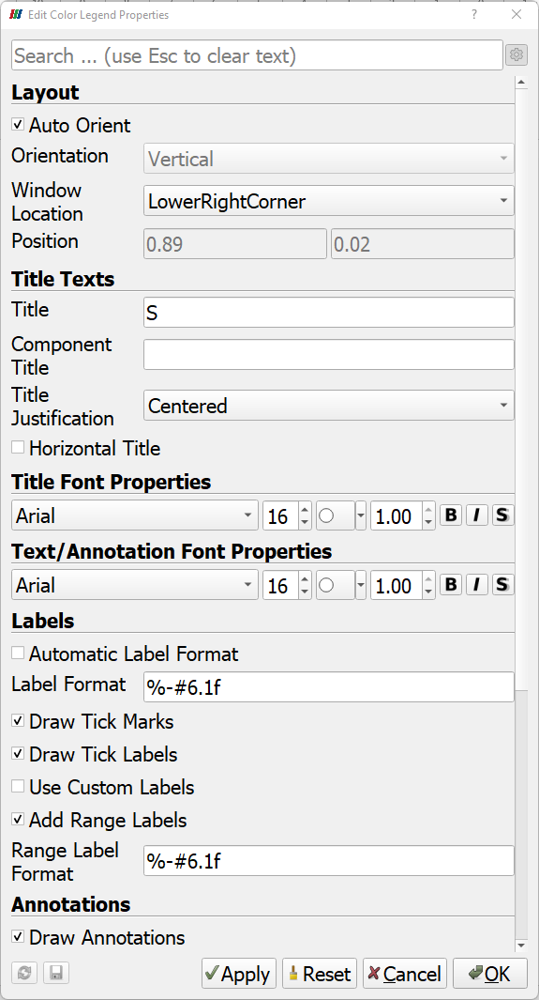 Edit Color Legend Properties
Search ... (use Esc to clear text)
Layout
Auto Orient
Orientation Vertical
Window
Location LowerRightCorner
Position 0.89 0.02
Title Texts
Title S
Component
Title
Title
Justification Centered
Horizontal Title
Title Font Properties
Arial 16 1.00 B I S
Text/Annotation Font Properties
Arial 16 1.00 B I S
Labels
Automatic Label Format
Label Format %-#6.1f
Draw Tick Marks
Draw Tick Labels
Use Custom Labels
Add Range Labels
Range Label
Format %-#6.1f
Annotations
Draw Annotations
Apply Reset Cancel OK